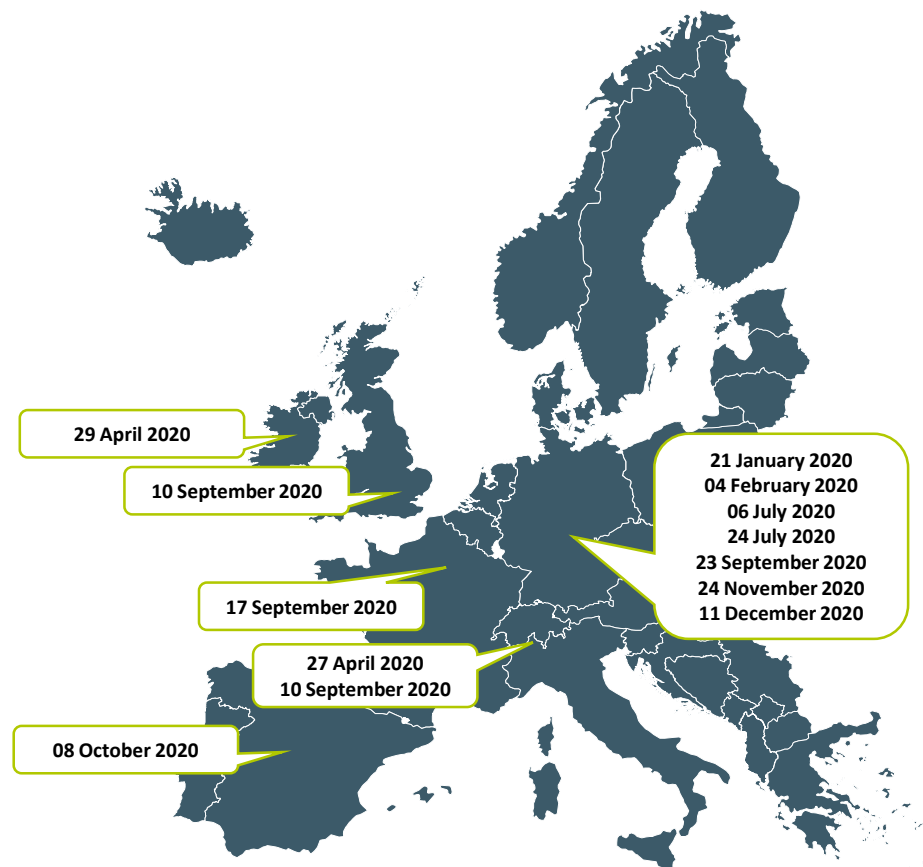 29 April 2020
10 September 2020
21 January 2020
04 February 2020
06 July 2020
24 July 2020
23 September 2020
24 November 2020
11 December 2020
17 September 2020
27 April 2020
10 September 2020
08 October 2020